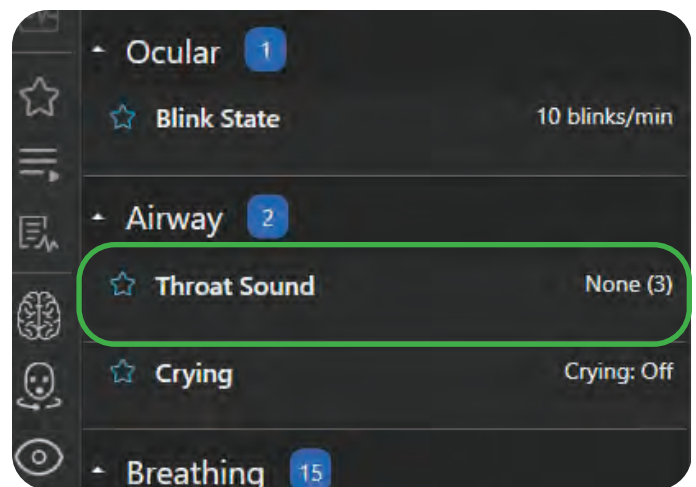 Ocular 1
Blink State 10 blinks/min
Airway 2
Throat Sound None (3)
Crying Crying: Off
Breathing 15